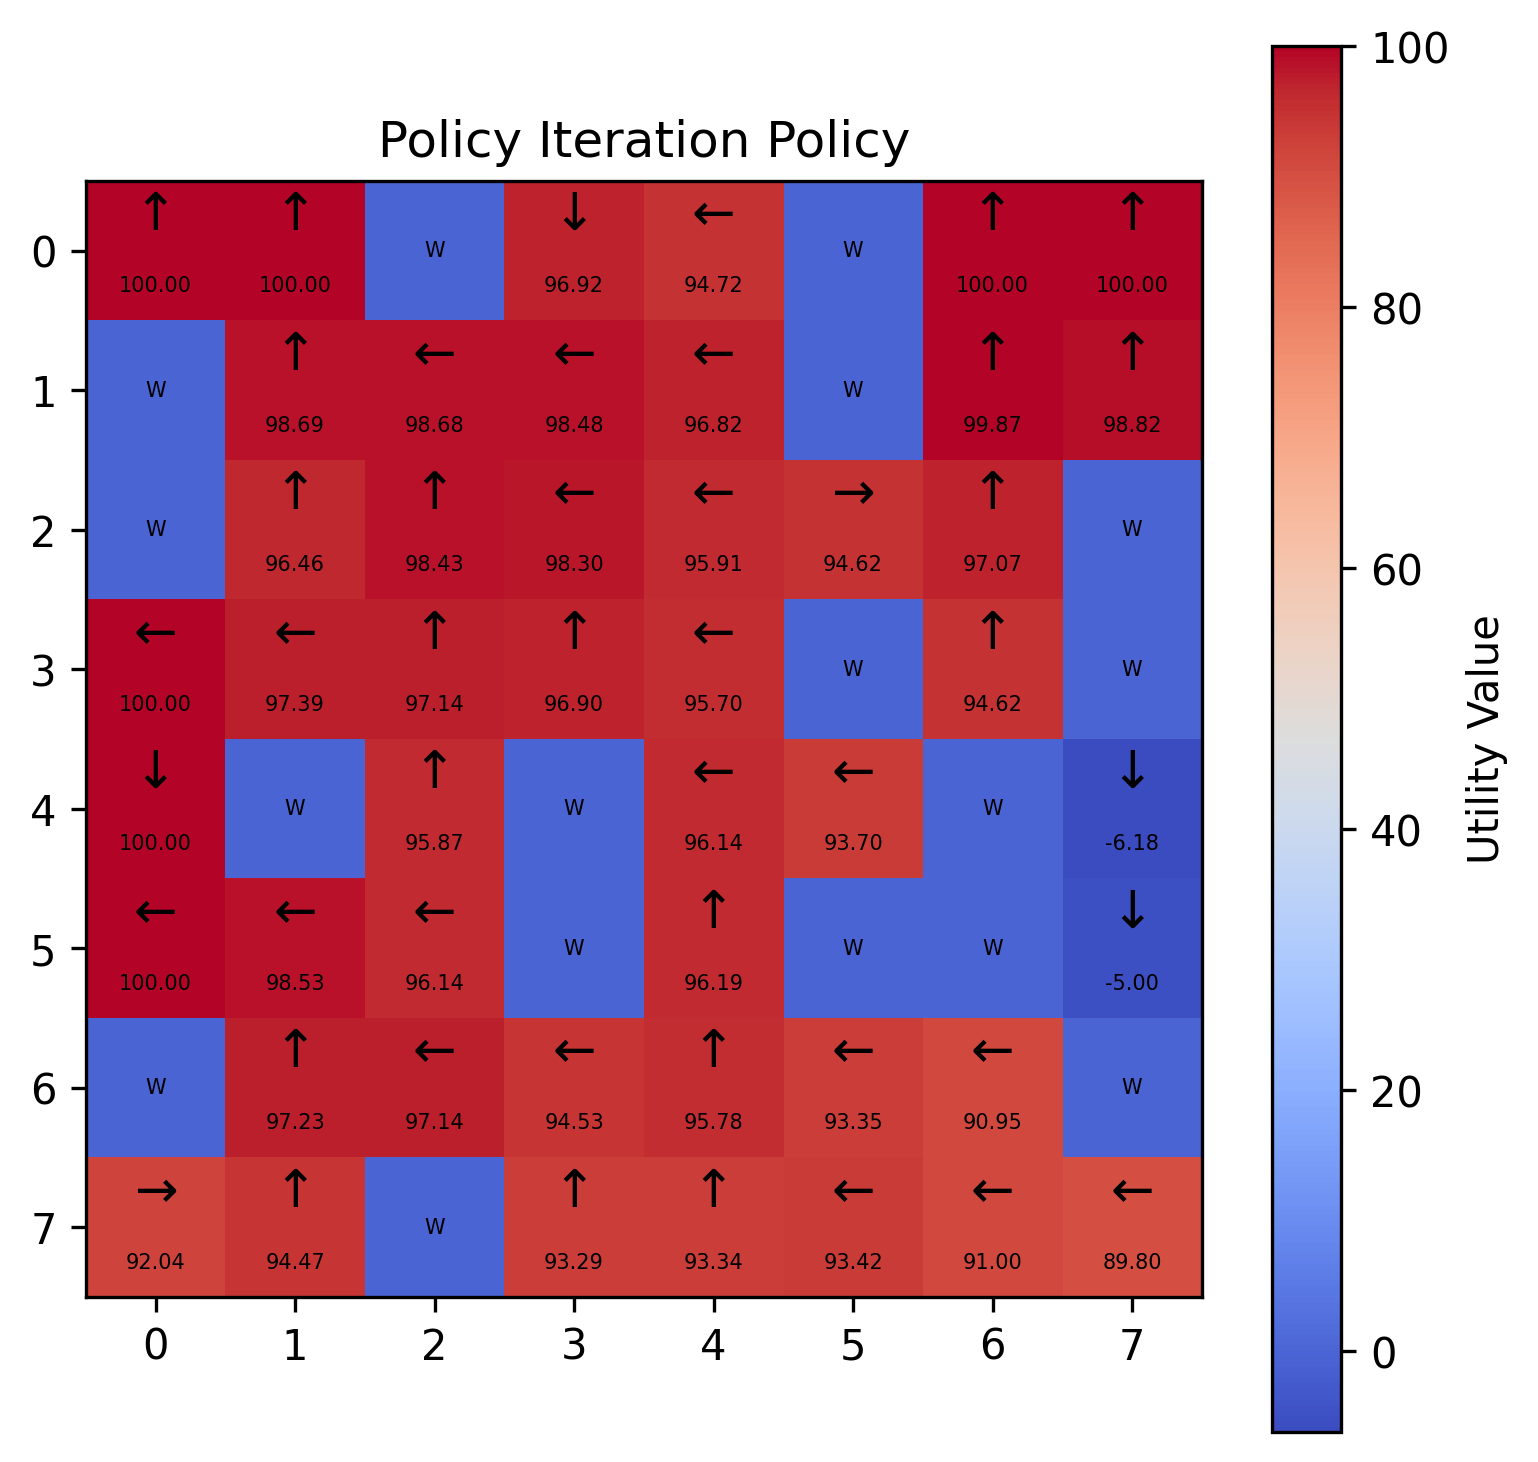 Policy Iteration Policy
0 ↑ ↑ W ↓ ← W ↑ ↑
100.00 100.00 96.92 94.72 100.00 100.00
1 W ↑ ← ← ← W ↑ ↑
98.69 98.68 98.48 96.82 99.87 98.82
2 W ↑ ↑ ← ← → ↑ W
96.46 98.43 98.30 95.91 94.62 97.07
3 ← ← ↑ ↑ ← W ↑ W
100.00 97.39 97.14 96.90 95.70 94.62
4 ↓ W ↑ W ← ← W ↓
100.00 95.87 96.14 93.70 -6.18
5 ← ← ← W ↑ W W ↓
100.00 98.53 96.14 96.19 -5.00
6 W ↑ ← ← ↑ ← ← W
97.23 97.14 94.53 95.78 93.35 90.95
7 → ↑ W ↑ ↑ ← ← ←
92.04 94.47 93.29 93.34 93.42 91.00 89.80
0 1 2 3 4 5 6 7
100
80
60
40
20
0
Utility Value